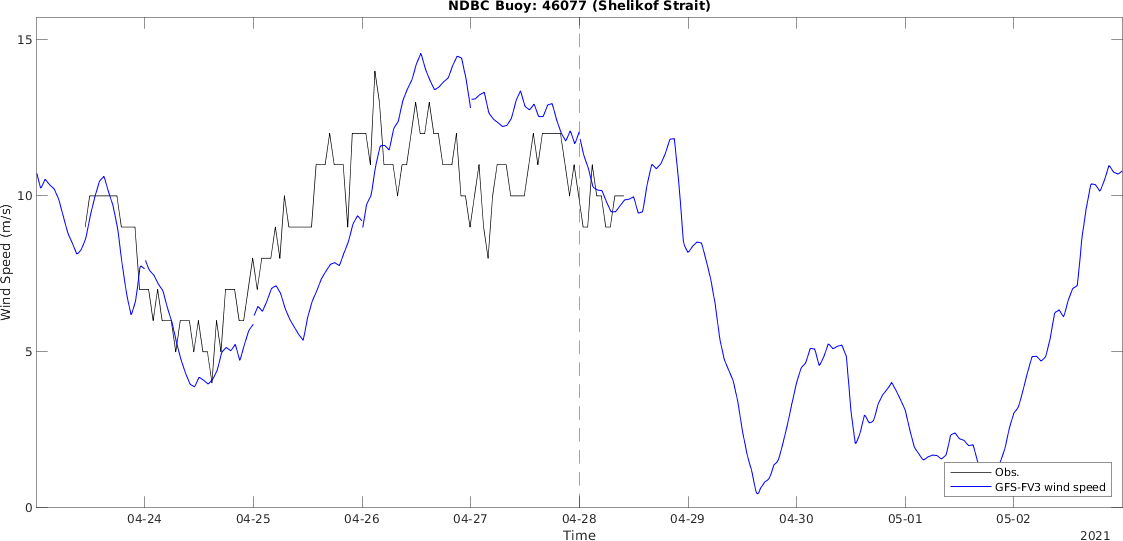 NDBC Buoy: 46077 (Shelikof Strait)
15
10
5
0
Wind Speed (m/s)
Obs.
GFS-FV3 wind speed
04-24 04-25 04-26 04-27 04-28 04-29 04-30 05-01 05-02
Time
2021